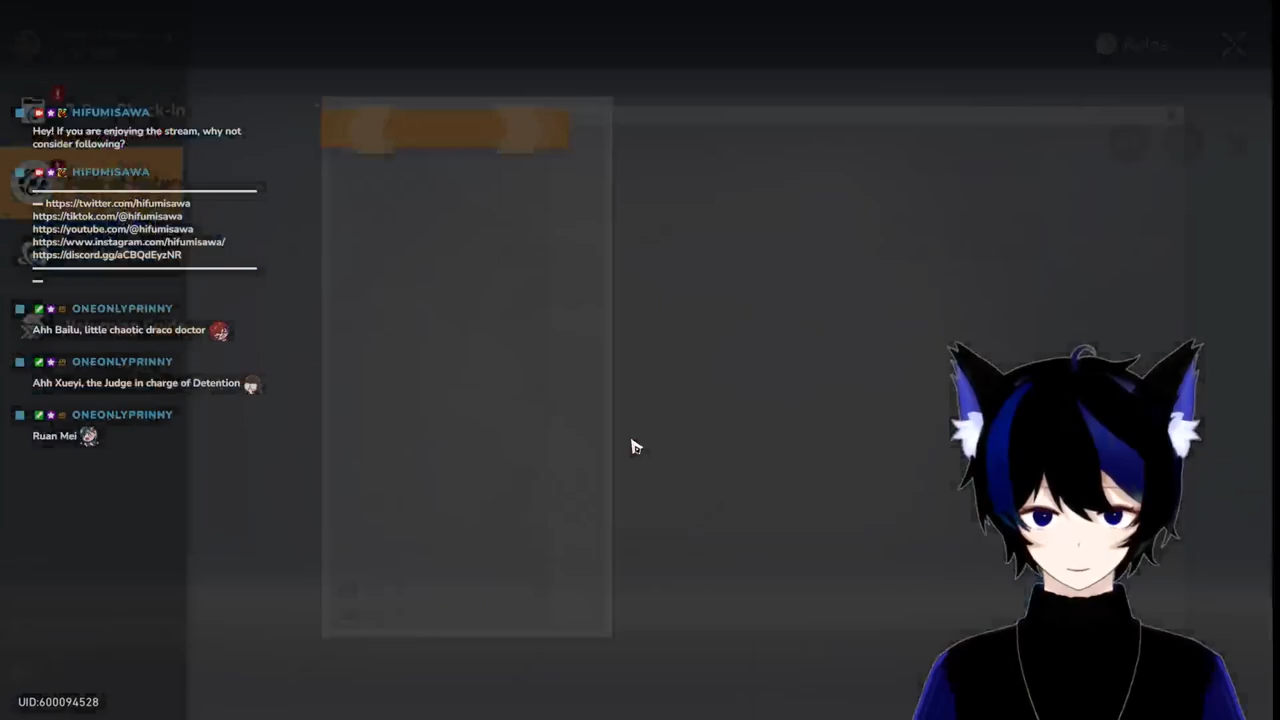 HIFUMISAWA
Hey! If you are enjoying the stream, why not
consider following?
HIFUMISAWA
https://twitter.com/hifumisawa
https://tiktok.com/@hifumisawa
https://youtube.com/@hifumisawa
https://www.instagram.com/hifumisawa/
https://discord.gg/aCBQdEyzNR
ONEONLYPRINNY
Ahh Bailu, little chaotic draco doctor
ONEONLYPRINNY
Ahh Xueyi, the Judge in charge of Detention
ONEONLYPRINNY
Ruan Mei
UID:600094528